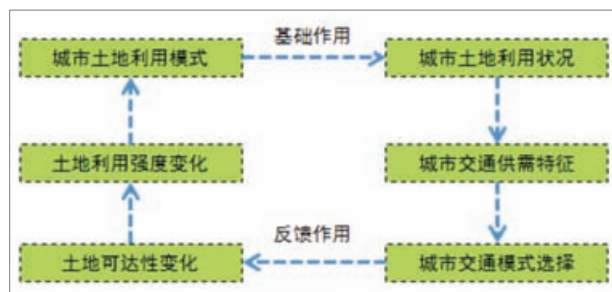 城市土地利用模式
基础作用
城市土地利用状况
土地利用强度变化
城市交通供需特征
土地可达性变化
反馈作用
城市交通模式选择